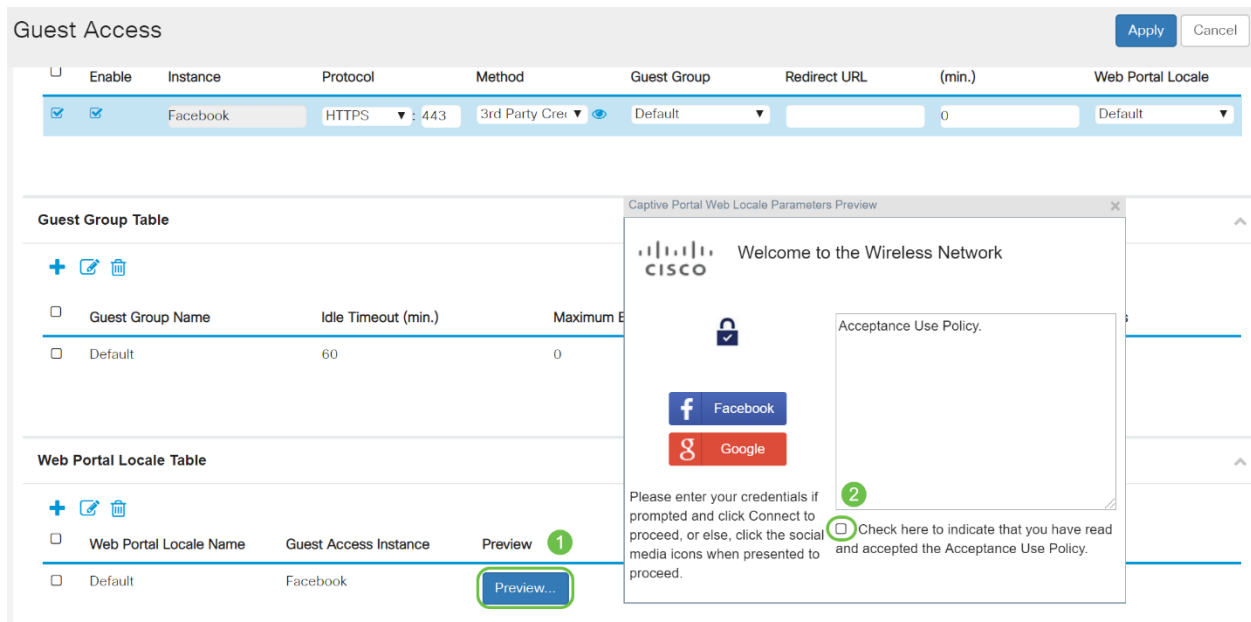 Guest Access
Apply
Cancel
Enable Instance Protocol Method Guest Group Redirect URL (min.) Web Portal Locale
Facebook HTTPS ▼ : 443 3rd Party Cre ▼ Default ▼ 0 Default ▼
Guest Group Table
Guest Group Name Idle Timeout (min.) Maximum
Default 60 0
Web Portal Locale Table
Web Portal Locale Name Guest Access Instance Preview 1
Default Facebook Preview...
Captive Portal Web Locale Parameters Preview
CISCO
Welcome to the Wireless Network
Acceptance Use Policy.
f Facebook
g Google
Please enter your credentials if
prompted and click Connect to
proceed, or else, click the social
media icons when presented to
proceed.
2
Check here to indicate that you have read
and accepted the Acceptance Use Policy.